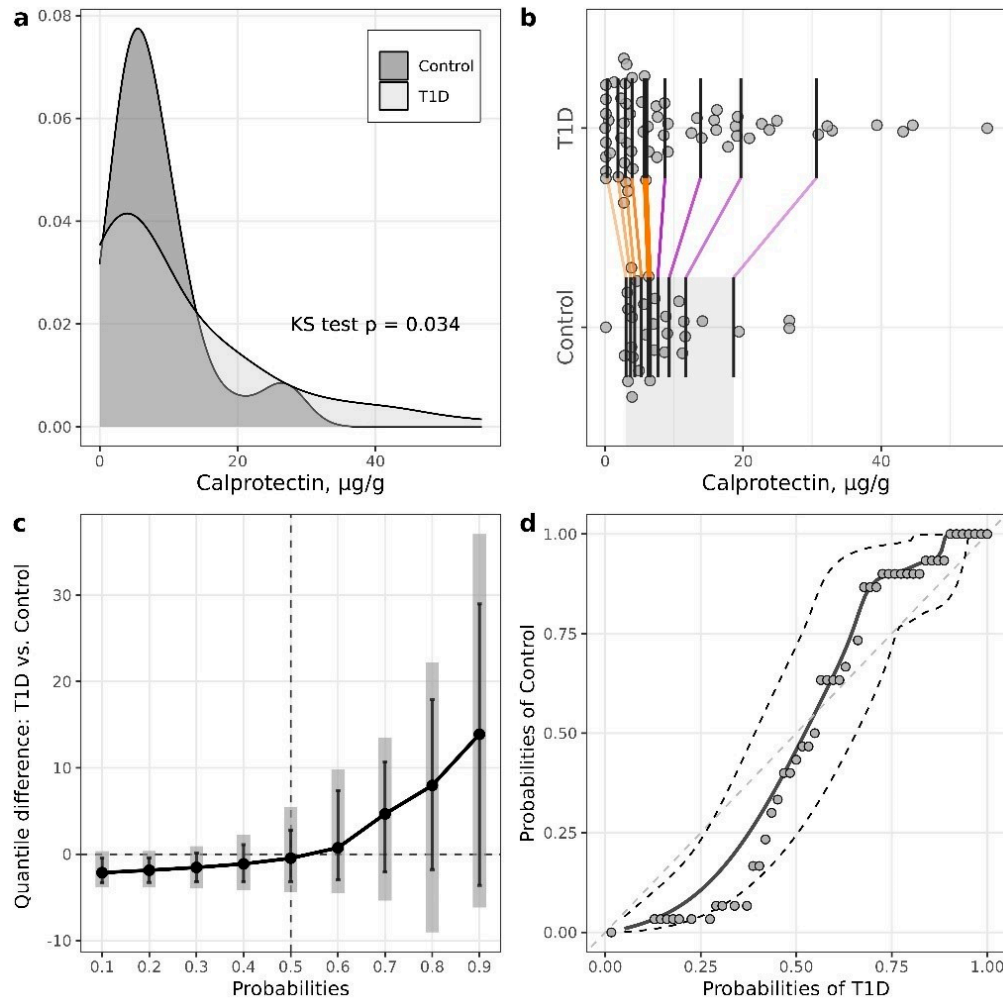 a
0.08
0.06
0.04
0.02
0.00
Control
T1D
KS test p = 0.034
0
20
40
Calprotectin, µg/g
b
T1D
Control
0
20
40
Calprotectin, µg/g
c
Quantile difference: T1D vs. Control
30
20
10
0
-10
0.1 0.2 0.3 0.4 0.5 0.6 0.7 0.8 0.9
Probabilities
d
Probabilities of Control
1.00
0.75
0.50
0.25
0.00
0.00 0.25 0.50 0.75 1.00
Probabilities of T1D